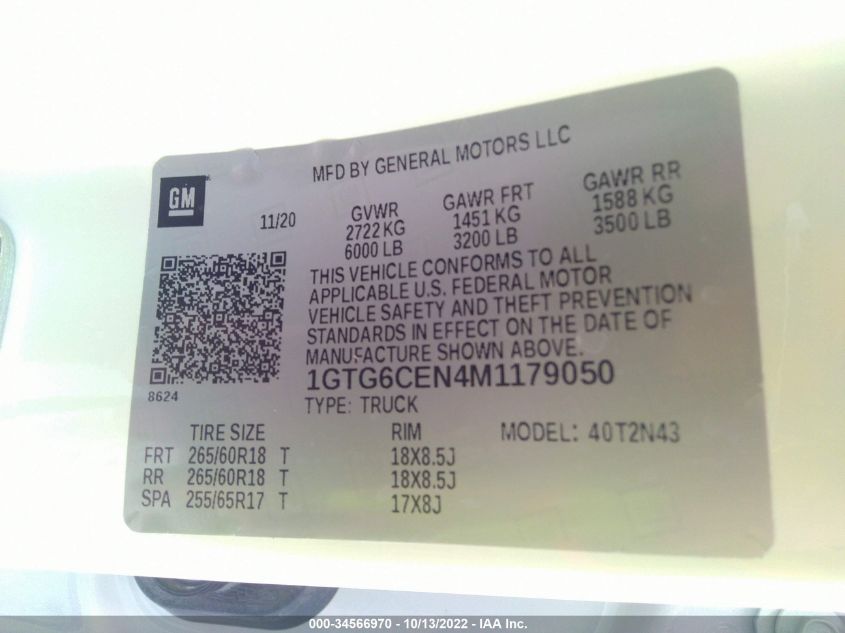 MFD BY GENERAL MOTORS LLC
GM
11/20
GVWR
2722 KG
6000 LB
GAWR FRT
1451 KG
3200 LB
GAWR RR
1588 KG
3500 LB
THIS VEHICLE CONFORMS TO ALL
APPLICABLE U.S. FEDERAL MOTOR
VEHICLE SAFETY AND THEFT PREVENTION
STANDARDS IN EFFECT ON THE DATE OF
MANUFACTURE SHOWN ABOVE.
8624
1GTG6CEN4M1179050
TYPE: TRUCK
TIRE SIZE RIM MODEL: 40T2N43
FRT 265/60R18 T 18X8.5J
RR 265/60R18 T 18X8.5J
SPA 255/65R17 T 17X8J
000-34566970 - 10/13/2022 - IAA Inc.